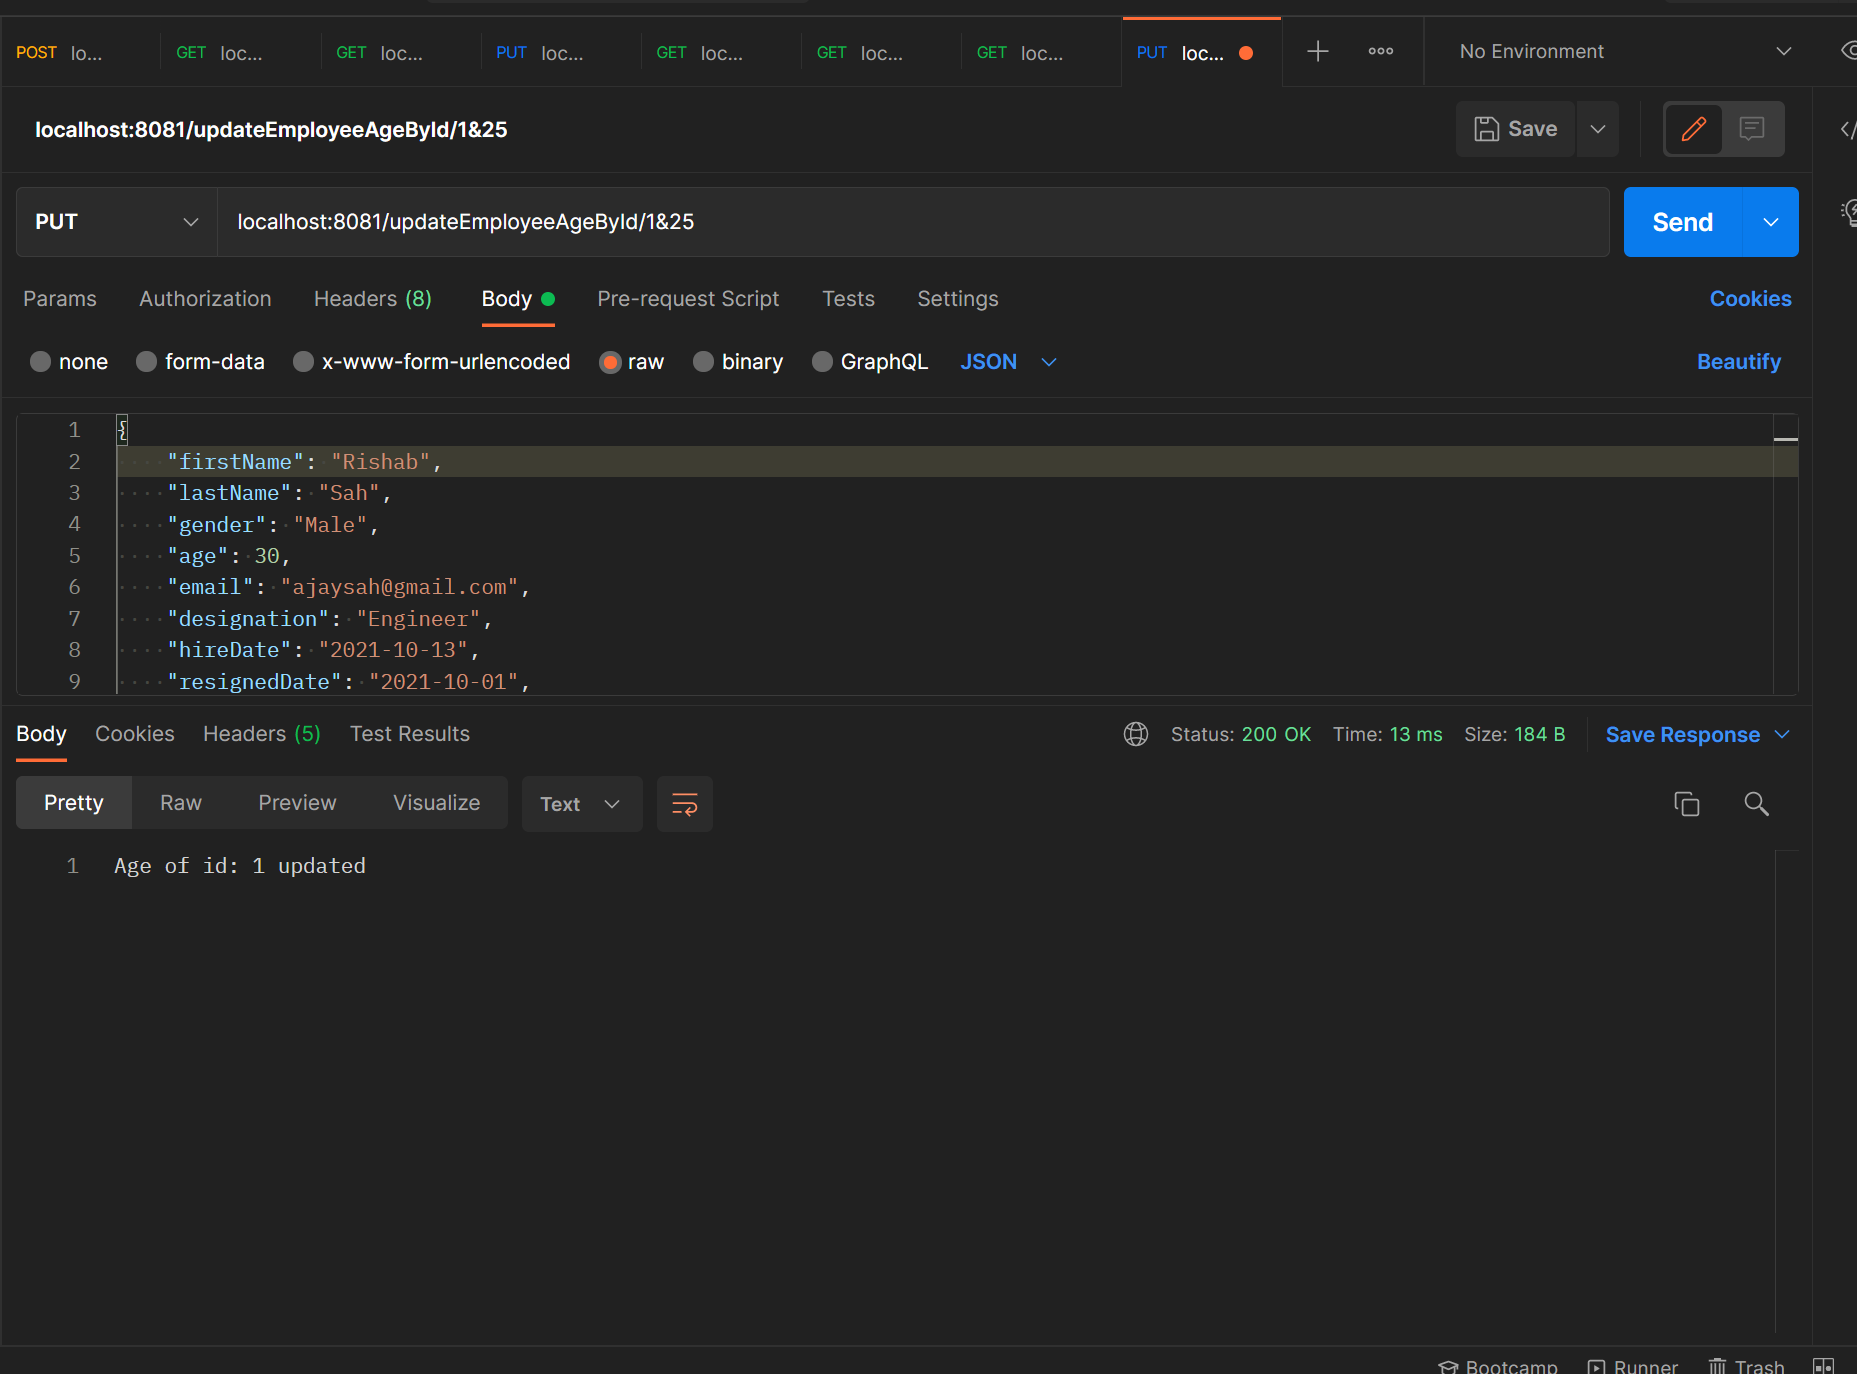 POST lo... GET loc... GET loc... PUT loc... GET loc... GET loc... GET loc... PUT loc... No Environment
localhost:8081/updateEmployeeAgeById/1&25 Save
PUT localhost:8081/updateEmployeeAgeById/1&25 Send
Params Authorization Headers (8) Body Pre-request Script Tests Settings Cookies
none form-data x-www-form-urlencoded raw binary GraphQL JSON Beautify
1 {
2 "firstName": "Rishab",
3 "lastName": "Sah",
4 "gender": "Male",
5 "age": 30,
6 "email": "ajaysah@gmail.com",
7 "designation": "Engineer",
8 "hireDate": "2021-10-13",
9 "resignedDate": "2021-10-01",
Body Cookies Headers (5) Test Results Status: 200 OK Time: 13 ms Size: 184 B Save Response
Pretty Raw Preview Visualize Text
1 Age of id: 1 updated
Bootcamp Runner Trash